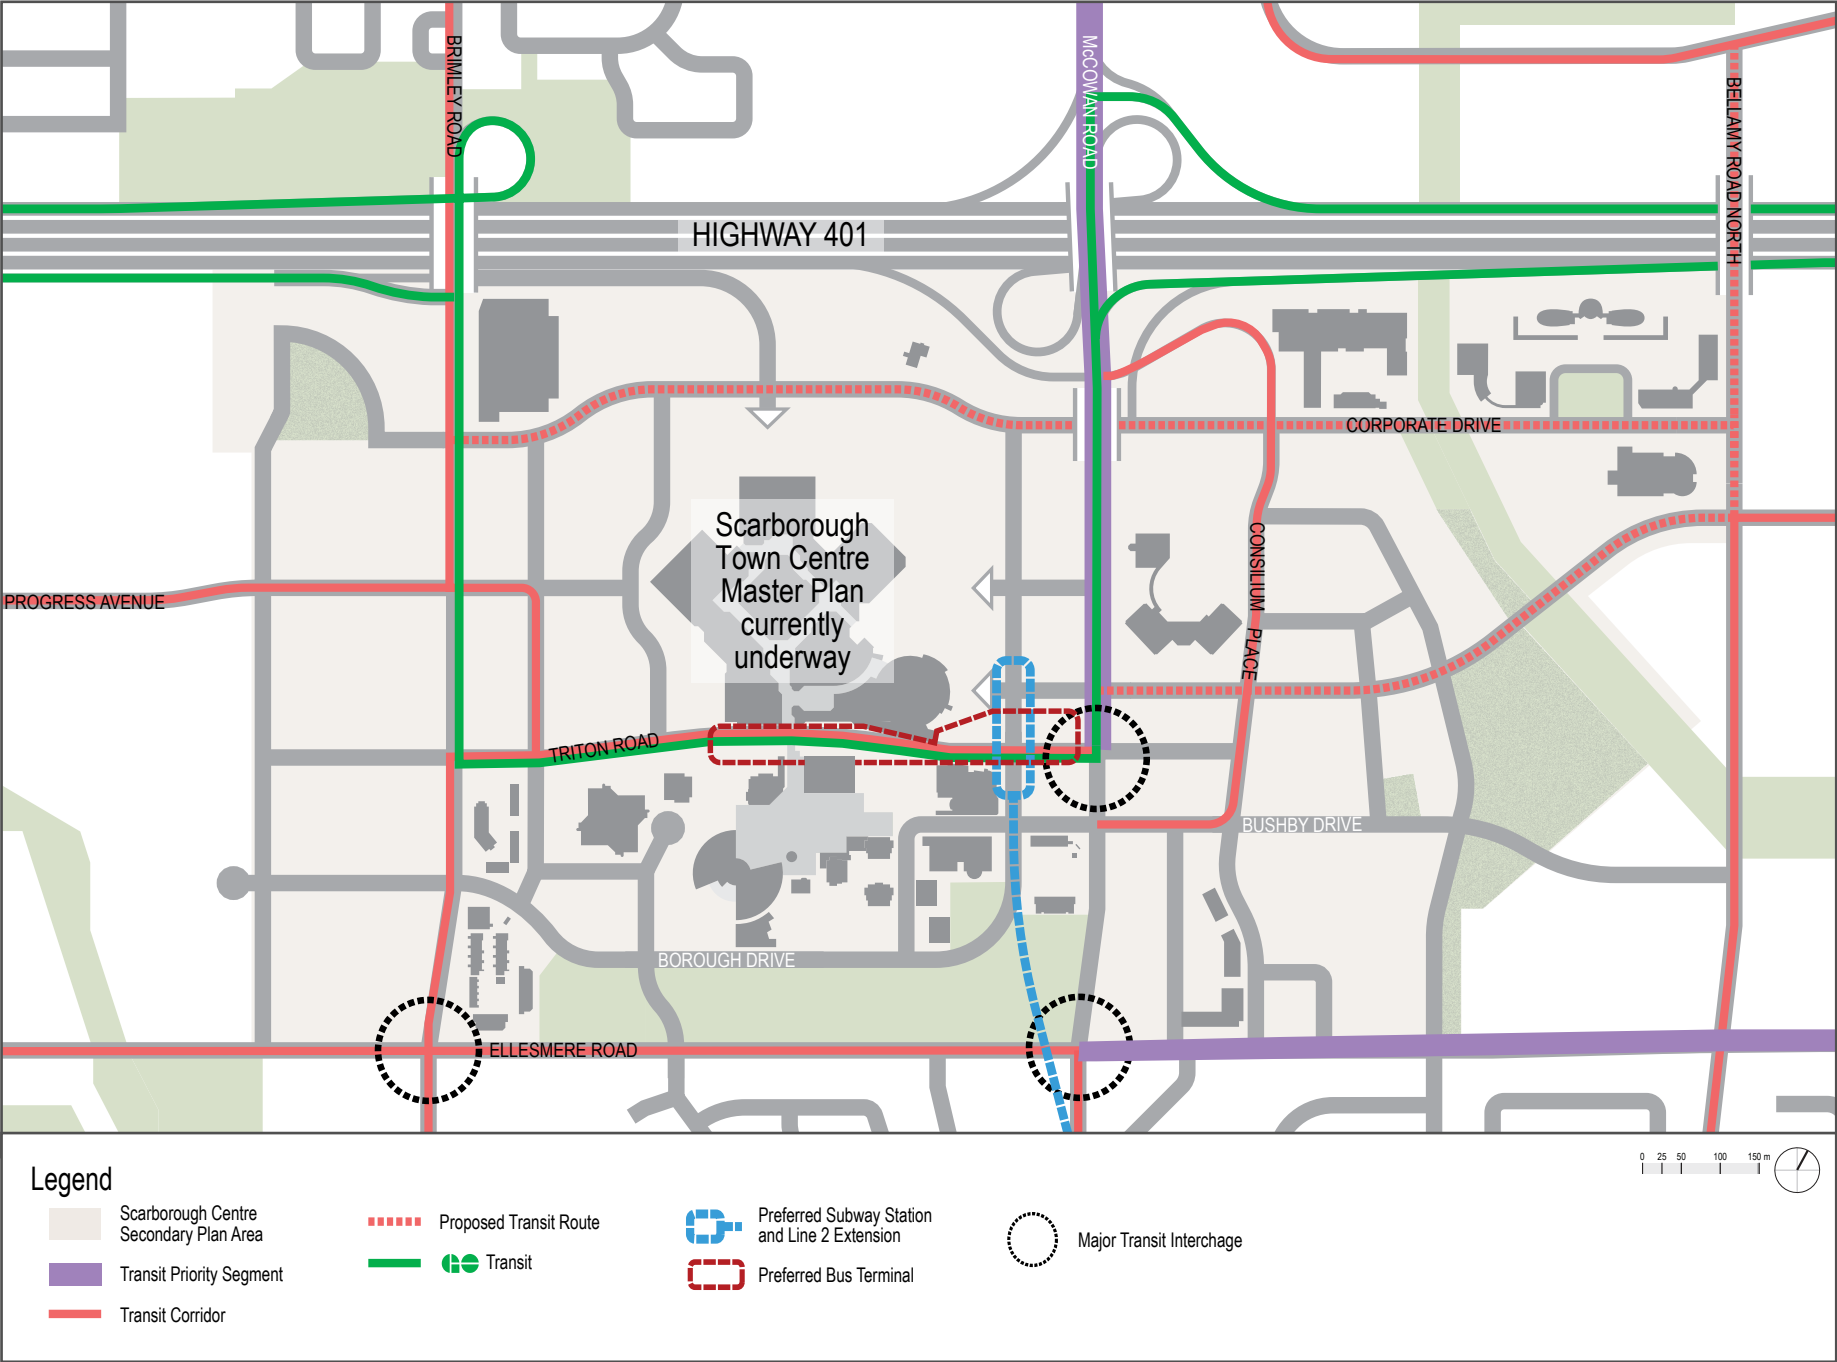 BRIMLEY ROAD
McCOWAN ROAD
BELLAMY ROAD NORTH
HIGHWAY 401
CORPORATE DRIVE
Scarborough
Town Centre
Master Plan
currently
underway
CONSILIUM PLACE
PROGRESS AVENUE
TRITON ROAD
BUSHBY DRIVE
BOROUGH DRIVE
ELLESMERE ROAD
0 25 50 100 150 m
Legend
Scarborough Centre
Secondary Plan Area
Transit Priority Segment
Transit Corridor
Proposed Transit Route
GO Transit
Preferred Subway Station
and Line 2 Extension
Preferred Bus Terminal
Major Transit Interchage